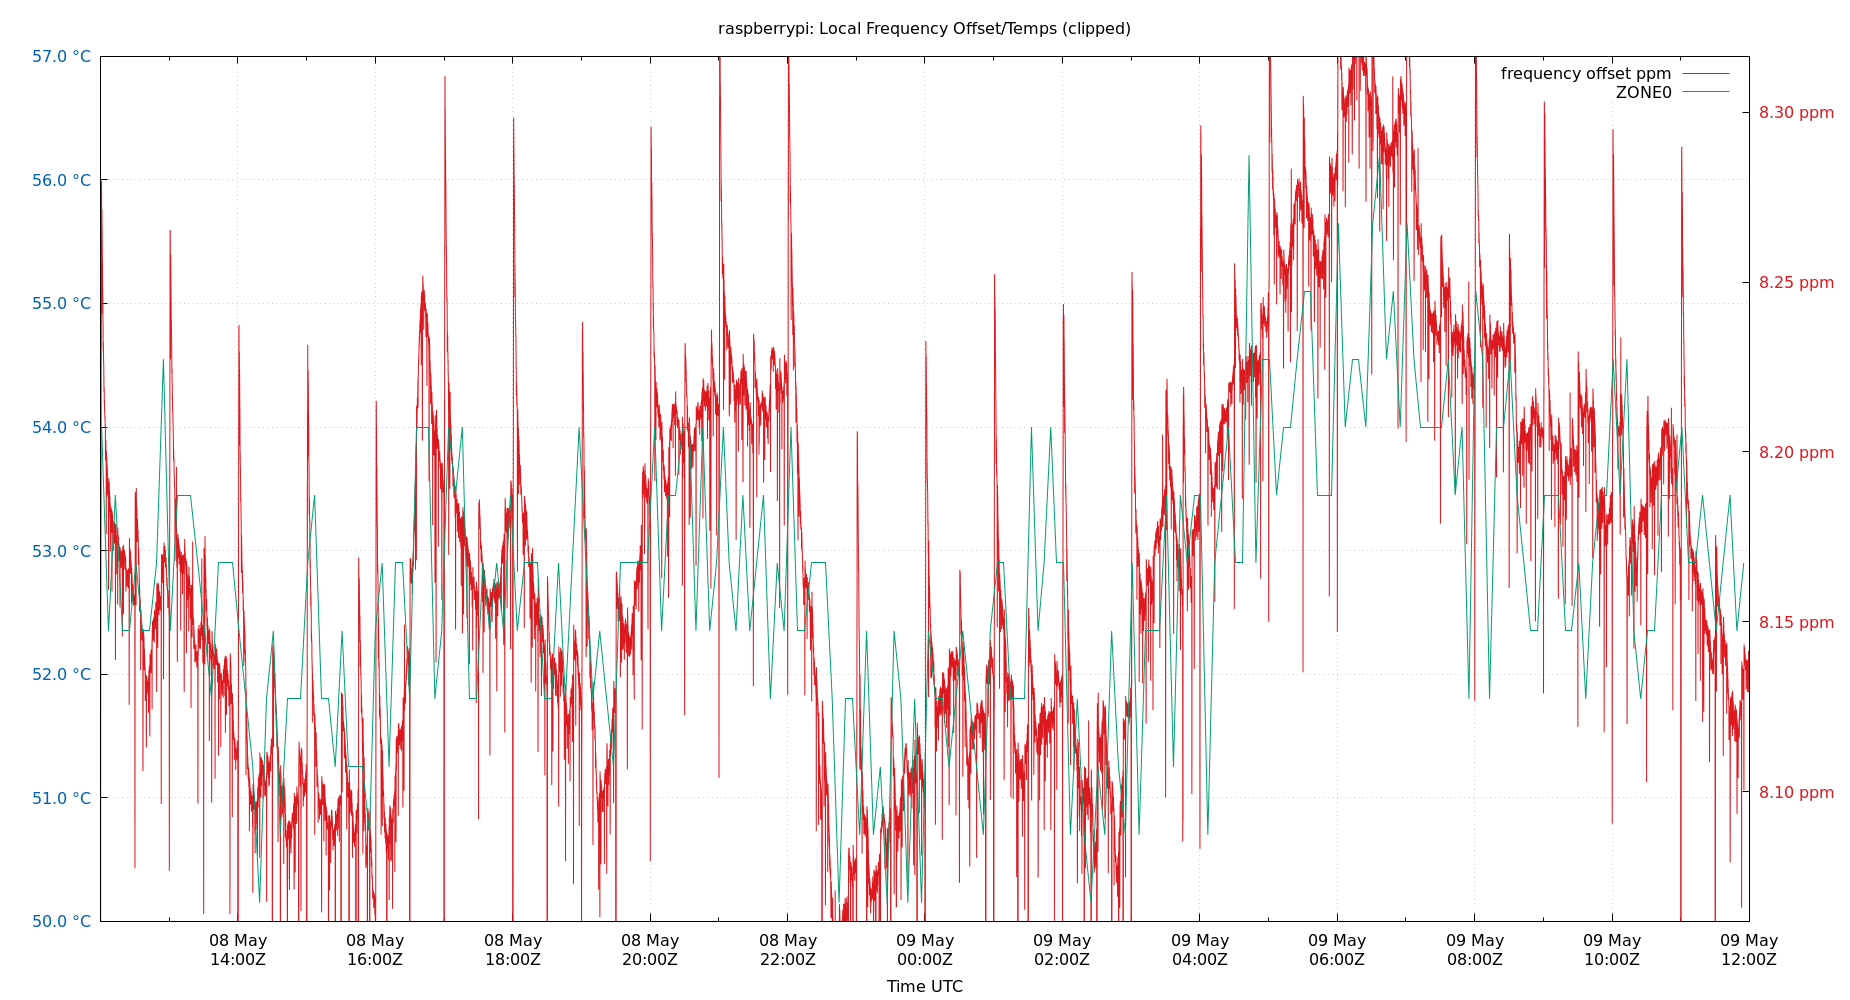 raspberrypi: Local Frequency Offset/Temps (clipped)
57.0 °C
56.0 °C
55.0 °C
54.0 °C
53.0 °C
52.0 °C
51.0 °C
50.0 °C
frequency offset ppm
ZONE0
8.30 ppm
8.25 ppm
8.20 ppm
8.15 ppm
8.10 ppm
08 May
14:00Z
08 May
16:00Z
08 May
18:00Z
08 May
20:00Z
08 May
22:00Z
09 May
00:00Z
09 May
02:00Z
09 May
04:00Z
09 May
06:00Z
09 May
08:00Z
09 May
10:00Z
09 May
12:00Z
Time UTC